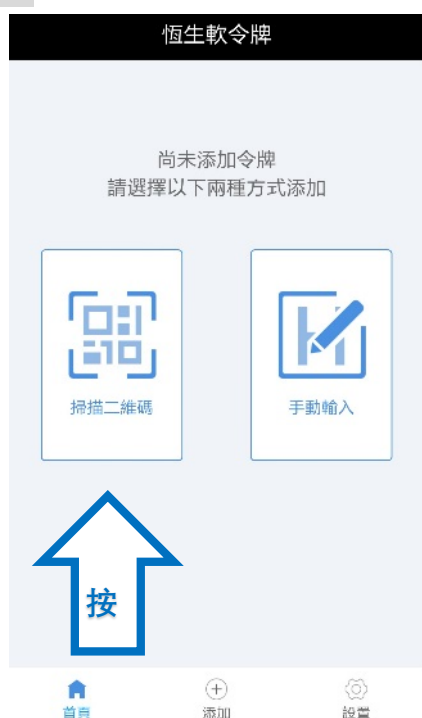 恆生軟令牌
尚未添加令牌
請選擇以下兩種方式添加
掃描二維碼
手動輸入
按
首頁
添加
設置